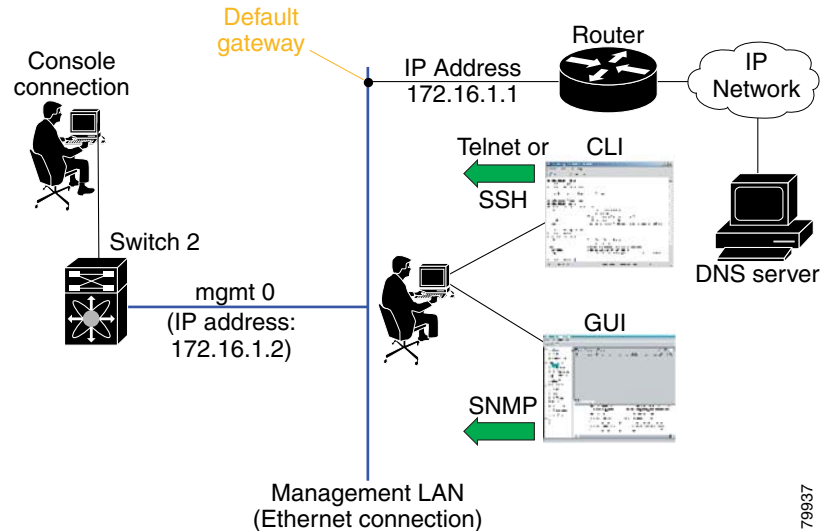 Default
gateway
Router
Console
connection
IP Address
172.16.1.1
IP
Network
Telnet or
SSH
CLI
Switch 2
DNS server
mgmt 0
(IP address:
172.16.1.2)
GUI
SNMP
Management LAN
(Ethernet connection)
79937